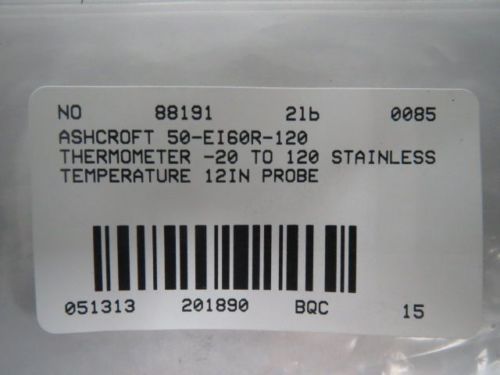 NO 88191 2lb 0085
ASHCROFT 50-EI60R-120
THERMOMETER -20 TO 120 STAINLESS
TEMPERATURE 12IN PROBE
051313 201890 BQC 15